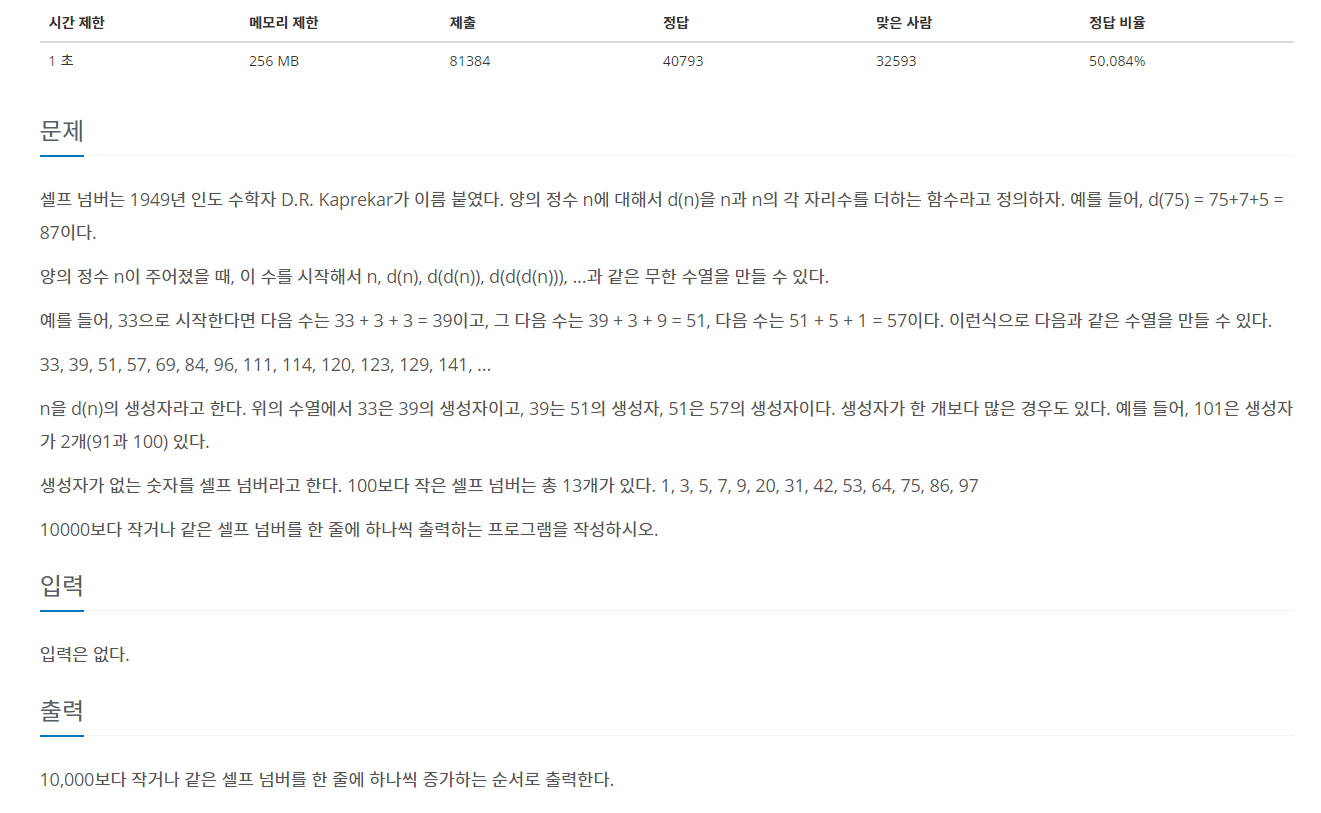 시간 제한 메모리 제한 제출 정답 맞은 사람 정답 비율
1 초 256 MB 81384 40793 32593 50.084%
문제
셀프 넘버는 1949년 인도 수학자 D.R. Kaprekar가 이름 붙였다. 양의 정수 n에 대해서 d(n)을 n과 n의 각 자리수를 더하는 함수라고 정의하자. 예를 들어, d(75) = 75+7+5 =
87이다.
양의 정수 n이 주어졌을 때, 이 수를 시작해서 n, d(n), d(d(n)), d(d(d(n))), ...과 같은 무한 수열을 만들 수 있다.
예를 들어, 33으로 시작한다면 다음 수는 33 + 3 + 3 = 39이고, 그 다음 수는 39 + 3 + 9 = 51, 다음 수는 51 + 5 + 1 = 57이다. 이런식으로 다음과 같은 수열을 만들 수 있다.
33, 39, 51, 57, 69, 84, 96, 111, 114, 120, 123, 129, 141, ...
n을 d(n)의 생성자라고 한다. 위의 수열에서 33은 39의 생성자이고, 39는 51의 생성자, 51은 57의 생성자이다. 생성자가 한 개보다 많은 경우도 있다. 예를 들어, 101은 생성자
가 2개(91과 100) 있다.
생성자가 없는 숫자를 셀프 넘버라고 한다. 100보다 작은 셀프 넘버는 총 13개가 있다. 1, 3, 5, 7, 9, 20, 31, 42, 53, 64, 75, 86, 97
10000보다 작거나 같은 셀프 넘버를 한 줄에 하나씩 출력하는 프로그램을 작성하시오.
입력
입력은 없다.
출력
10,000보다 작거나 같은 셀프 넘버를 한 줄에 하나씩 증가하는 순서로 출력한다.